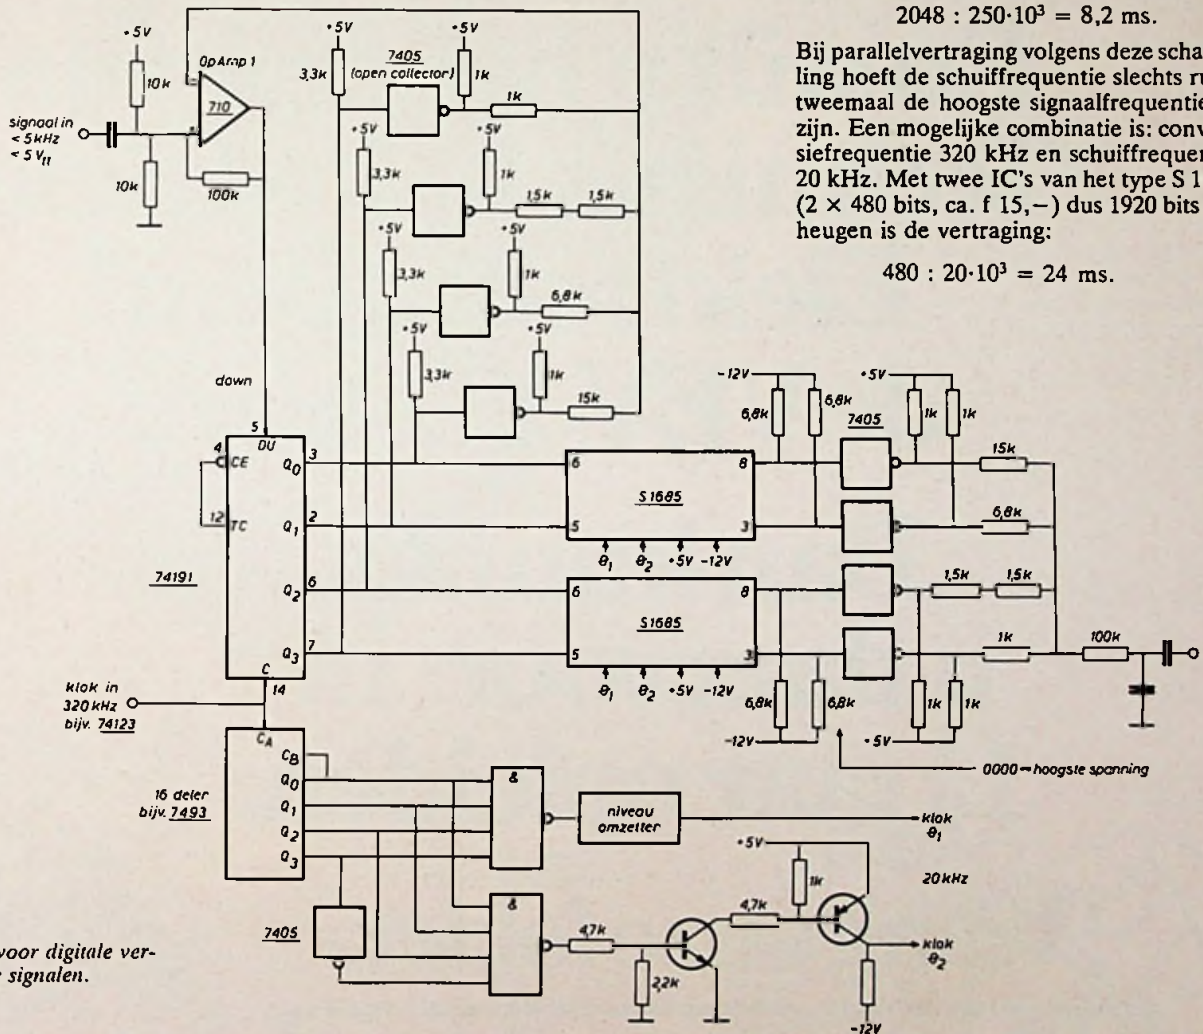 2048 : 250·10³ = 8,2 ms.
Bij parallelvertraging volgens deze scha-
ling hoeft de schuiffrequentie slechts
tweemaal de hoogste signaalfrequentie
zijn. Een mogelijke combinatie is:
siefrequentie 320 kHz en
20 kHz. Met twee IC's van het type
(2 × 480 bits, ca. f 15,–) dus 1920 bits
heugen is de vertraging:
480 : 20·10³ = 24 ms.
+5V
OpAmp 1
10k
710
signaal in
< 5kHz
< 5 Vtt
10k
100k
+5V
3,3k
7405
(open collector)
+5V
1k
1k
+5V
3,3k
+5V
1k
1,5k
1,5k
+5V
3,3k
+5V
1k
6,8k
+5V
3,3k
+5V
1k
15k
down
5
DU
4
CE
12
TC
74191
Q0
3
Q1
2
Q2
6
Q3
7
C
14
6
S1685
8
5
3
θ1
θ2
+5V
-12V
6
S1685
8
5
3
θ1
θ2
+5V
-12V
-12V
6,8k
6,8k
7405
+5V
1k
1k
15k
6,8k
1,5k
1,5k
1k
100k
6,8k
6,8k
-12V
1k
1k
+5V
0000 → hoogste spanning
klok in
320 kHz
bijv. 74123
CA
CB
Q0
Q1
Q2
Q3
16 deler
bijv. 7493
&
niveau
omzetter
klok
θ1
20 kHz
7405
&
4,7k
2,2k
4,7k
+5V
1k
klok
θ2
-12V
voor digitale ver-
signalen.